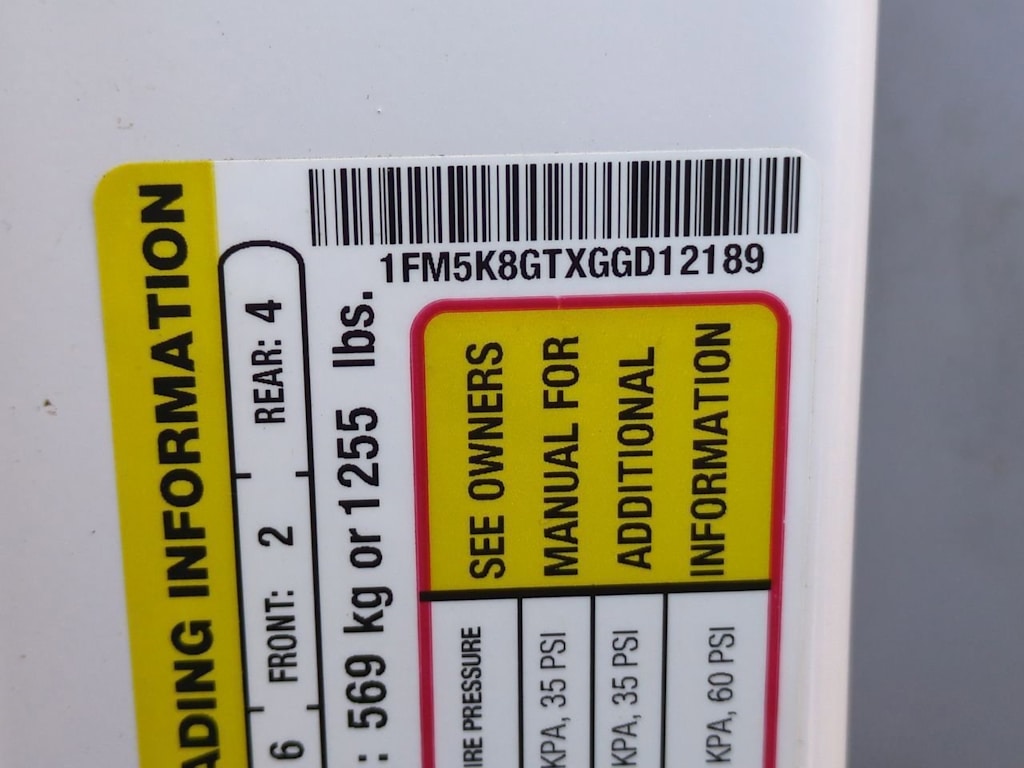 1FM5K8GTXGGD12189
ADING INFORMATION
6 FRONT: 2 REAR: 4
: 569 kg or 1255 lbs.
IRE PRESSURE
KPA, 35 PSI
KPA, 35 PSI
KPA, 60 PSI
SEE OWNERS
MANUAL FOR
ADDITIONAL
INFORMATION